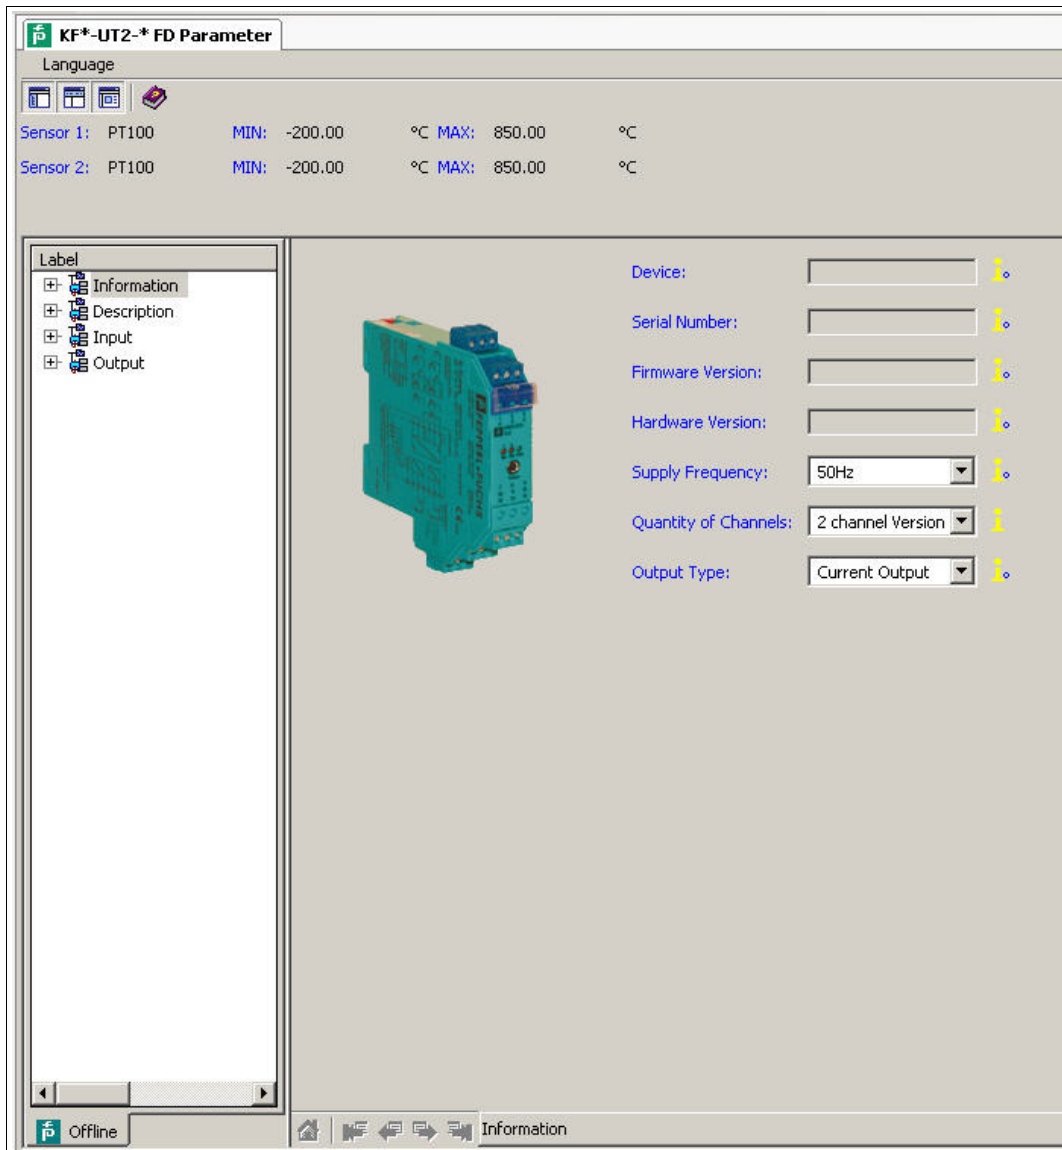 KF*-UT2-* FD Parameter
Language
Sensor 1: PT100 MIN: -200.00 °C MAX: 850.00 °C
Sensor 2: PT100 MIN: -200.00 °C MAX: 850.00 °C
Label
Information
Description
Input
Output
Device:
Serial Number:
Firmware Version:
Hardware Version:
Supply Frequency: 50Hz
Quantity of Channels: 2 channel Version
Output Type: Current Output
PEPPERL+FUCHS
Offline
Information